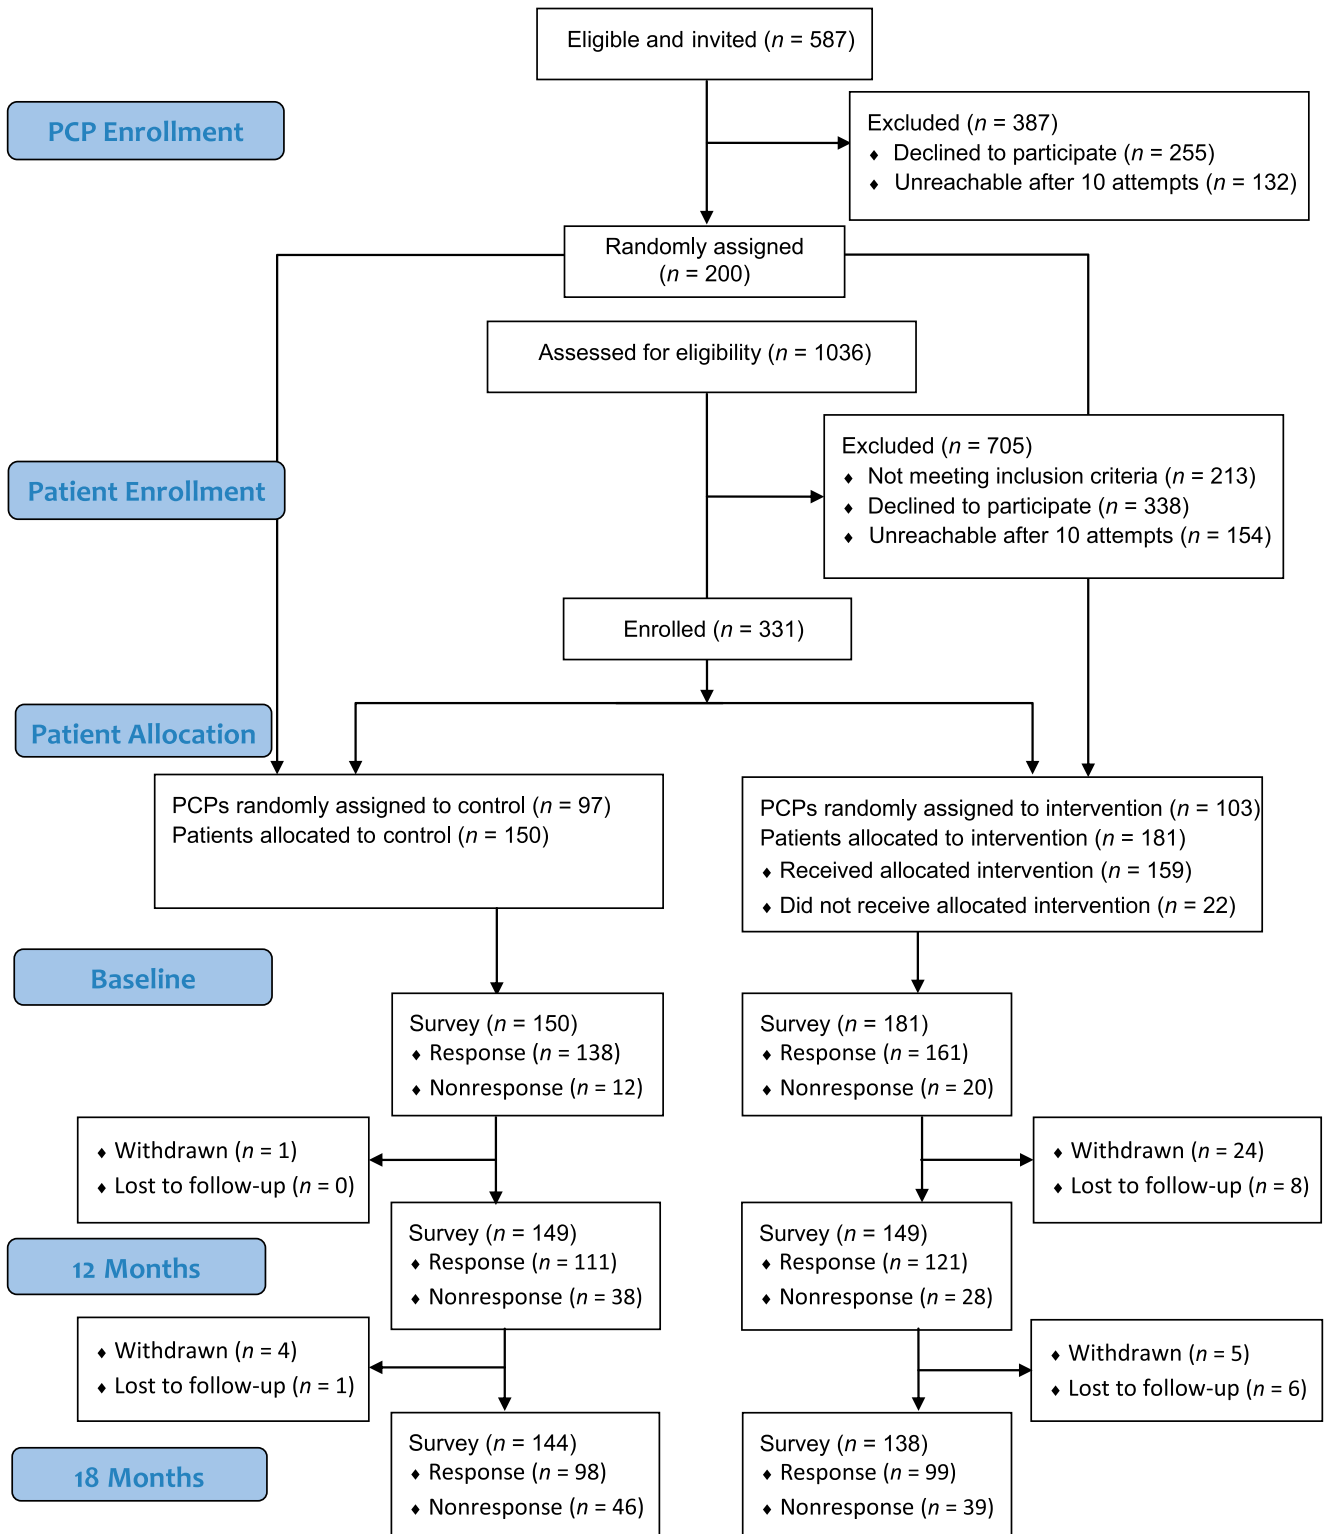 Eligible and invited (n = 587)
PCP Enrollment
Excluded (n = 387)
♦ Declined to participate (n = 255)
♦ Unreachable after 10 attempts (n = 132)
Randomly assigned
(n = 200)
Assessed for eligibility (n = 1036)
Patient Enrollment
Excluded (n = 705)
♦ Not meeting inclusion criteria (n = 213)
♦ Declined to participate (n = 338)
♦ Unreachable after 10 attempts (n = 154)
Enrolled (n = 331)
Patient Allocation
PCPs randomly assigned to control (n = 97)
Patients allocated to control (n = 150)
PCPs randomly assigned to intervention (n = 103)
Patients allocated to intervention (n = 181)
♦ Received allocated intervention (n = 159)
♦ Did not receive allocated intervention (n = 22)
Baseline
Survey (n = 150)
♦ Response (n = 138)
♦ Nonresponse (n = 12)
Survey (n = 181)
♦ Response (n = 161)
♦ Nonresponse (n = 20)
♦ Withdrawn (n = 1)
♦ Lost to follow-up (n = 0)
♦ Withdrawn (n = 24)
♦ Lost to follow-up (n = 8)
12 Months
Survey (n = 149)
♦ Response (n = 111)
♦ Nonresponse (n = 38)
Survey (n = 149)
♦ Response (n = 121)
♦ Nonresponse (n = 28)
♦ Withdrawn (n = 4)
♦ Lost to follow-up (n = 1)
♦ Withdrawn (n = 5)
♦ Lost to follow-up (n = 6)
18 Months
Survey (n = 144)
♦ Response (n = 98)
♦ Nonresponse (n = 46)
Survey (n = 138)
♦ Response (n = 99)
♦ Nonresponse (n = 39)